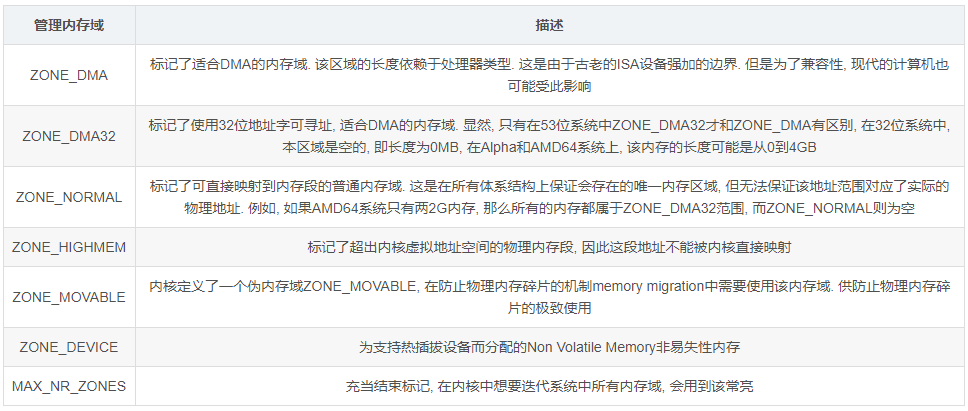 管理内存域 描述
ZONE_DMA
标记了适合DMA的内存域. 该区域的长度依赖于处理器类型. 这是由于古老的ISA设备强加的边界. 但是为了兼容性, 现代的计算机也
可能受此影响
ZONE_DMA32
标记了使用32位地址字可寻址, 适合DMA的内存域. 显然, 只有在53位系统中ZONE_DMA32才和ZONE_DMA有区别, 在32位系统中,
本区域是空的, 即长度为0MB, 在Alpha和AMD64系统上, 该内存的长度可能是从0到4GB
ZONE_NORMAL
标记了可直接映射到内存段的普通内存域. 这是在所有体系结构上保证会存在的唯一内存区域, 但无法保证该地址范围对应了实际的
物理地址. 例如, 如果AMD64系统只有两2G内存, 那么所有的内存都属于ZONE_DMA32范围, 而ZONE_NORMAL则为空
ZONE_HIGHMEM 标记了超出内核虚拟地址空间的物理内存段, 因此这段地址不能被内核直接映射
ZONE_MOVABLE
内核定义了一个伪内存域ZONE_MOVABLE, 在防止物理内存碎片的机制memory migration中需要使用该内存域. 供防止物理内存碎
片的极致使用
ZONE_DEVICE 为支持热插拔设备而分配的Non Volatile Memory非易失性内存
MAX_NR_ZONES 充当结束标记, 在内核中想要迭代系统中所有内存域, 会用到该常亮